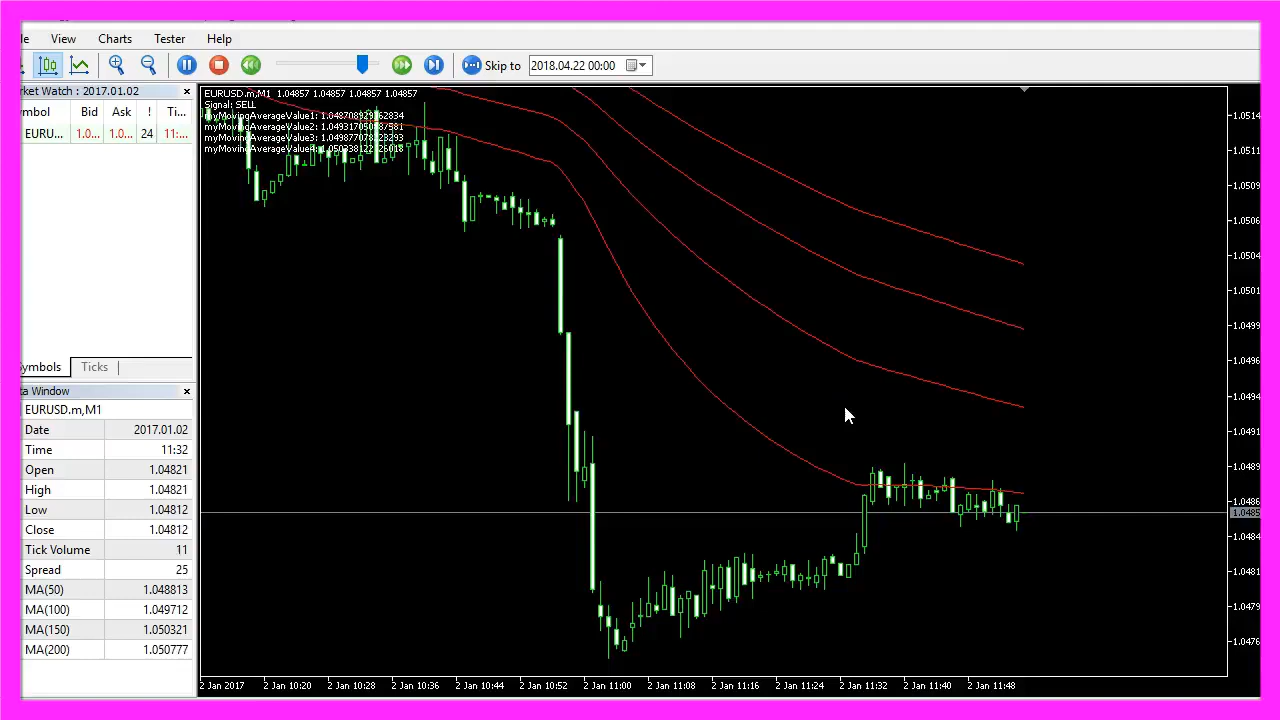 le View Charts Tester Help
Skip to 2018.04.22 00:00
rket Watch : 2017.01.02
ymbol Bid Ask ! Ti...
EURU... 1.0... 1.0... 24 11:...
ymbols Ticks
ta Window
EURUSD.m,M1
Date 2017.01.02
Time 11:32
Open 1.04821
High 1.04821
Low 1.04812
Close 1.04812
Tick Volume 11
Spread 25
MA(50) 1.048813
MA(100) 1.049712
MA(150) 1.050321
MA(200) 1.050777
EURUSD.m,M1 1.04857 1.04857 1.04857 1.04857
Signal: SELL
myMovingAverageValue1:
myMovingAverageValue2:
myMovingAverageValue3:
myMovingAverageValue4:
1.0514
1.0511
1.0509
1.0506
1.0504
1.0501
1.0499
1.0496
1.0494
1.0491
1.0489
1.0486
1.0485
1.0484
1.0481
1.0479
1.0476
2 Jan 2017 2 Jan 10:20 2 Jan 10:28 2 Jan 10:36 2 Jan 10:44 2 Jan 10:52 2 Jan 11:00 2 Jan 11:08 2 Jan 11:16 2 Jan 11:24 2 Jan 11:32 2 Jan 11:40 2 Jan 11:48